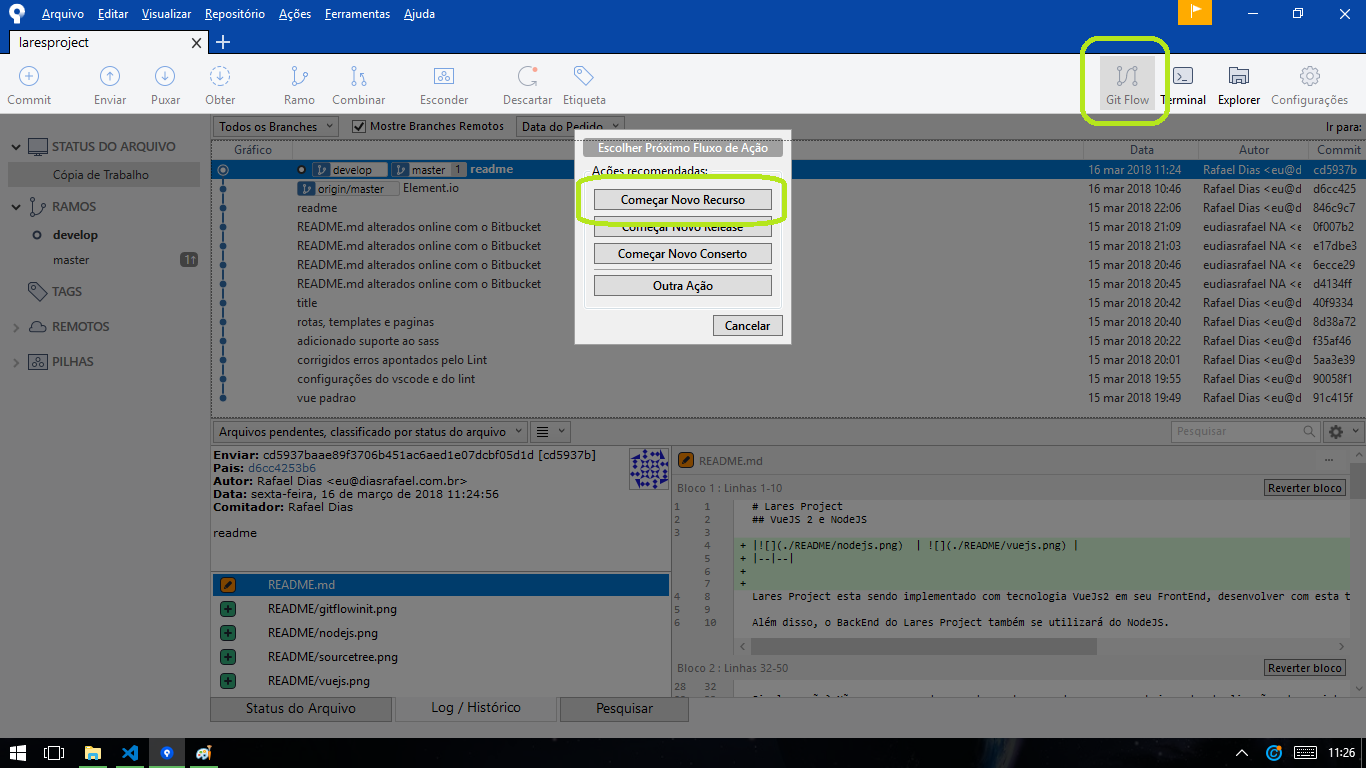 Arquivo Editar Visualizar Repositório Ações Ferramentas Ajuda
laresproject
Commit Enviar Puxar Obter Ramo Combinar Esconder Descartar Etiqueta Git Flow Terminal Explorer Configurações
Todos os Branches Mostre Branches Remotos Data do Pedido Ir para:
STATUS DO ARQUIVO
Cópia de Trabalho
RAMOS
develop
master 1↑
TAGS
REMOTOS
PILHAS
Gráfico Data Autor Commit
develop master 1 readme 16 mar 2018 11:24 Rafael Dias <eu@d cd5937b
origin/master Element.io 16 mar 2018 10:46 Rafael Dias <eu@d d6cc425
readme 15 mar 2018 22:06 Rafael Dias <eu@d 846c9c7
README.md alterados online com o Bitbucket 15 mar 2018 21:09 eudiasrafael NA <e 0f007b2
README.md alterados online com o Bitbucket 15 mar 2018 21:03 eudiasrafael NA <e e17dbe3
README.md alterados online com o Bitbucket 15 mar 2018 20:46 eudiasrafael NA <e 6ecce29
README.md alterados online com o Bitbucket 15 mar 2018 20:45 eudiasrafael NA <e d4134ff
title 15 mar 2018 20:42 Rafael Dias <eu@d 40f9334
rotas, templates e paginas 15 mar 2018 20:40 Rafael Dias <eu@d 8d38a72
adicionado suporte ao sass 15 mar 2018 20:22 Rafael Dias <eu@d f35af46
corrigidos erros apontados pelo Lint 15 mar 2018 20:01 Rafael Dias <eu@d 5aa3e39
configurações do vscode e do lint 15 mar 2018 19:55 Rafael Dias <eu@d 90058f1
vue padrao 15 mar 2018 19:49 Rafael Dias <eu@d 91c415f
Escolher Próximo Fluxo de Ação
Ações recomendadas:
Começar Novo Recurso
Começar Novo Release
Começar Novo Conserto
Outra Ação
Cancelar
Arquivos pendentes, classificado por status do arquivo Pesquisar
Enviar: cd5937baae89f3706b451ac6aed1e07dcbf05d1d [cd5937b]
Pais: d6cc4253b6
Autor: Rafael Dias <eu@diasrafael.com.br>
Data: sexta-feira, 16 de março de 2018 11:24:56
Comitador: Rafael Dias
readme
README.md
README/gitflowinit.png
README/nodejs.png
README/sourcetree.png
README/vuejs.png
README.md
Bloco 1 : Linhas 1-10 Reverter bloco
1 1 # Lares Project
2 2 ## VueJS 2 e NodeJS
3 3
4 + |![](./README/nodejs.png) | ![](./README/vuejs.png) |
5 + |--|--|
6 +
7 +
4 8 Lares Project esta sendo implementado com tecnologia VueJs2 em seu FrontEnd, desenvolver com esta t
5 9
6 10 Além disso, o BackEnd do Lares Project também se utilizará do NodeJS.
Bloco 2 : Linhas 32-50 Reverter bloco
28 32
Status do Arquivo Log / Histórico Pesquisar
11:26